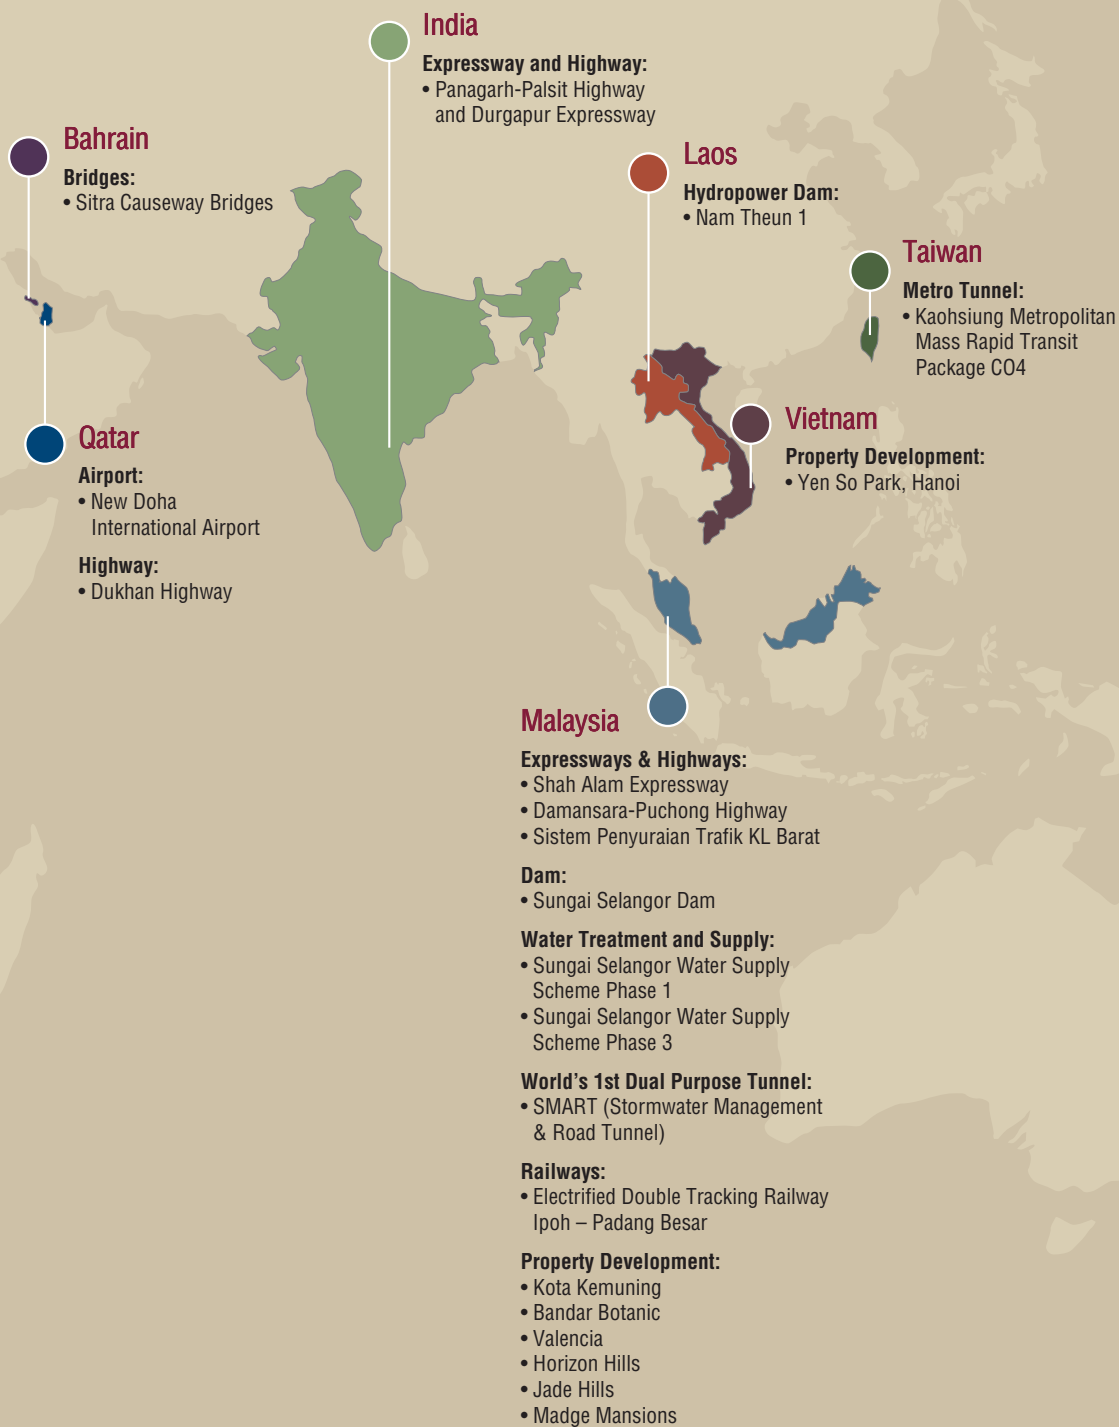 India
Expressway and Highway:
• Panagarh-Palsit Highway
and Durgapur Expressway
Bahrain
Bridges:
• Sitra Causeway Bridges
Laos
Hydropower Dam:
• Nam Theun 1
Taiwan
Metro Tunnel:
• Kaohsiung Metropolitan
Mass Rapid Transit
Package CO4
Qatar
Airport:
• New Doha
International Airport
Highway:
• Dukhan Highway
Vietnam
Property Development:
• Yen So Park, Hanoi
Malaysia
Expressways & Highways:
• Shah Alam Expressway
• Damansara-Puchong Highway
• Sistem Penyuraian Trafik KL Barat
Dam:
• Sungai Selangor Dam
Water Treatment and Supply:
• Sungai Selangor Water Supply
Scheme Phase 1
• Sungai Selangor Water Supply
Scheme Phase 3
World's 1st Dual Purpose Tunnel:
• SMART (Stormwater Management
& Road Tunnel)
Railways:
• Electrified Double Tracking Railway
Ipoh – Padang Besar
Property Development:
• Kota Kemuning
• Bandar Botanic
• Valencia
• Horizon Hills
• Jade Hills
• Madge Mansions